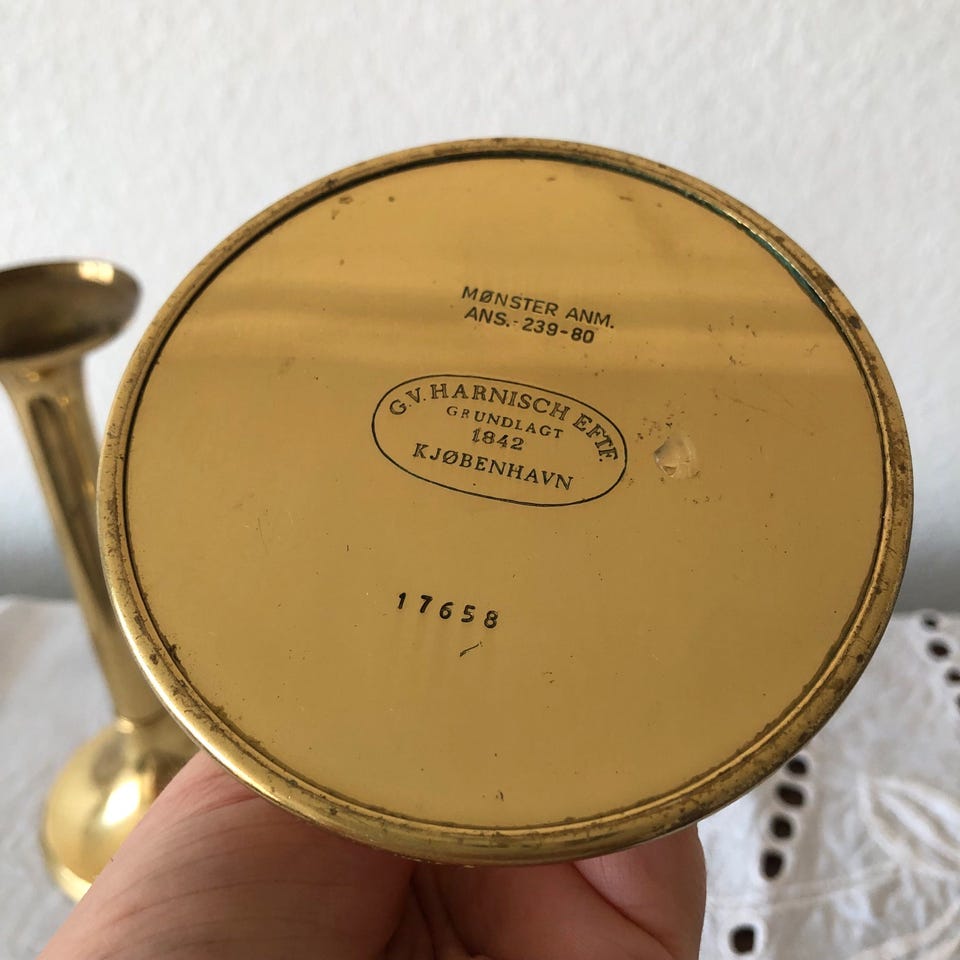 MØNSTER ANM.
ANS. 239-80
G.V. HARNISCH EFTF.
GRUNDLAGT
1842
KJØBENHAVN
17658